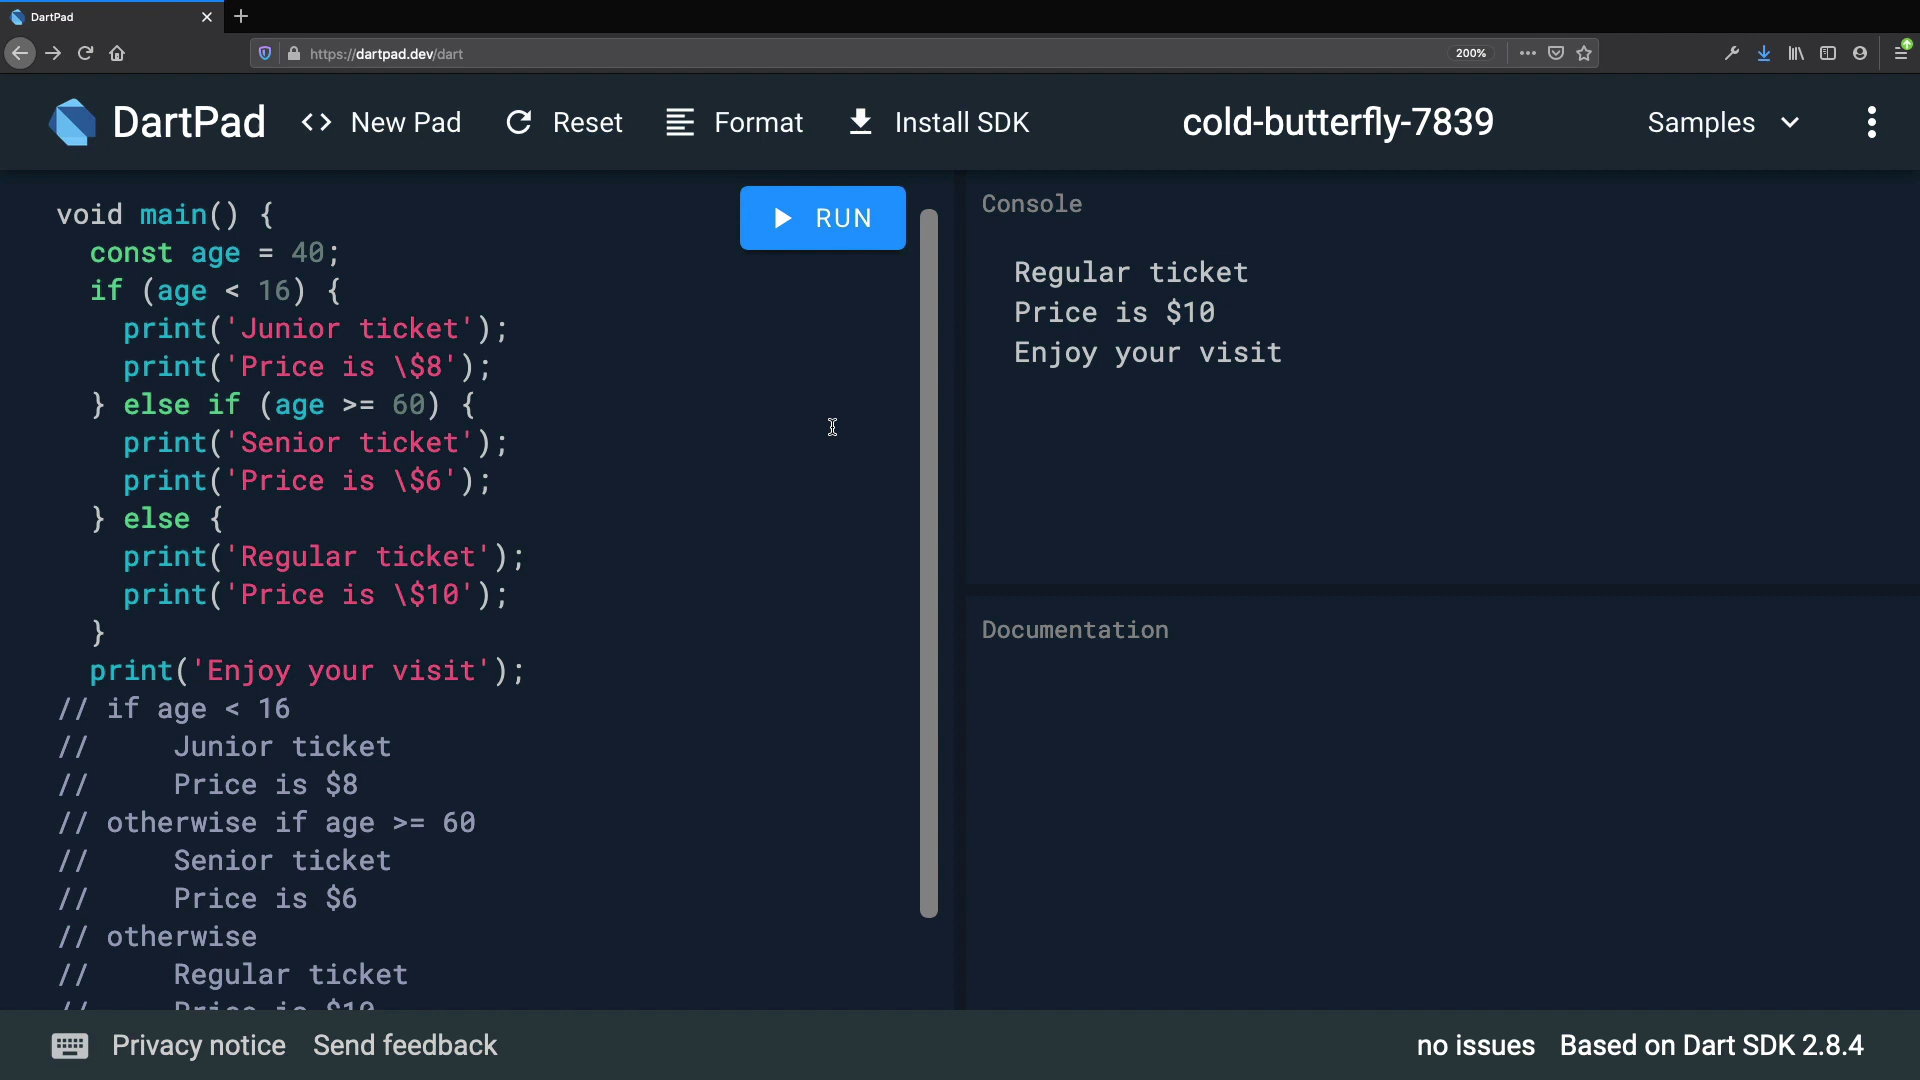 DartPad
https://dartpad.dev/dart
200%
DartPad
<> New Pad
Reset
Format
Install SDK
cold-butterfly-7839
Samples
void main() {
  const age = 40;
  if (age < 16) {
    print('Junior ticket');
    print('Price is \$8');
  } else if (age >= 60) {
    print('Senior ticket');
    print('Price is \$6');
  } else {
    print('Regular ticket');
    print('Price is \$10');
  }
  print('Enjoy your visit');
// if age < 16
//     Junior ticket
//     Price is $8
// otherwise if age >= 60
//     Senior ticket
//     Price is $6
// otherwise
//     Regular ticket
//     Price is $10
RUN
Console
Regular ticket
Price is $10
Enjoy your visit
Documentation
Privacy notice
Send feedback
no issues
Based on Dart SDK 2.8.4